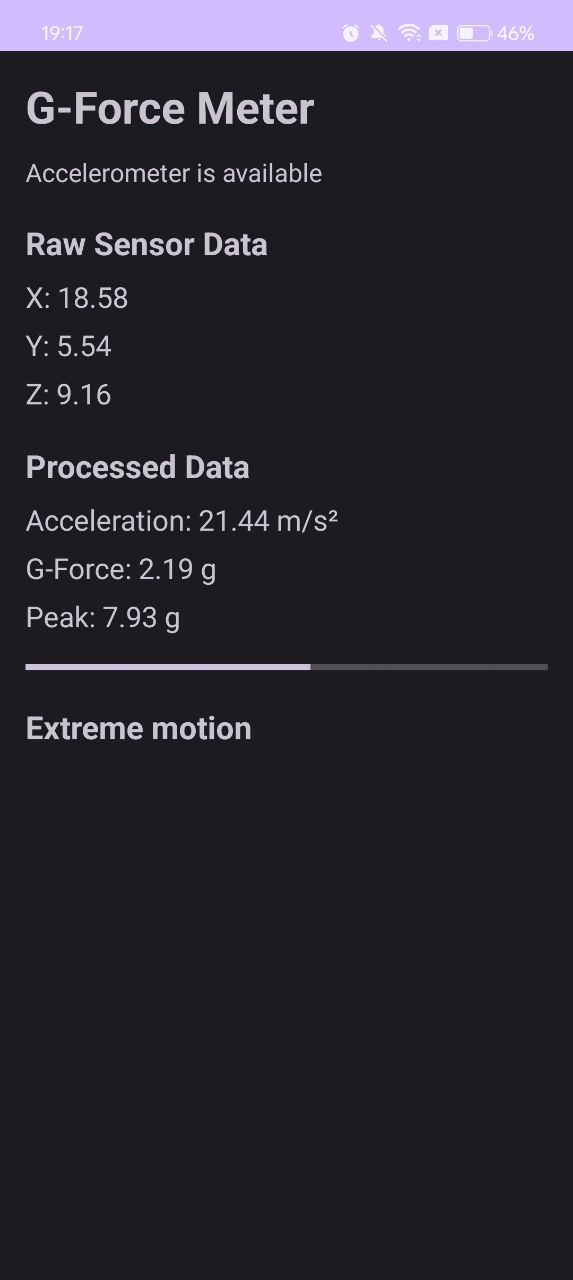 19:17
46%
G-Force Meter
Accelerometer is available
Raw Sensor Data
X: 18.58
Y: 5.54
Z: 9.16
Processed Data
Acceleration: 21.44 m/s²
G-Force: 2.19 g
Peak: 7.93 g
Extreme motion